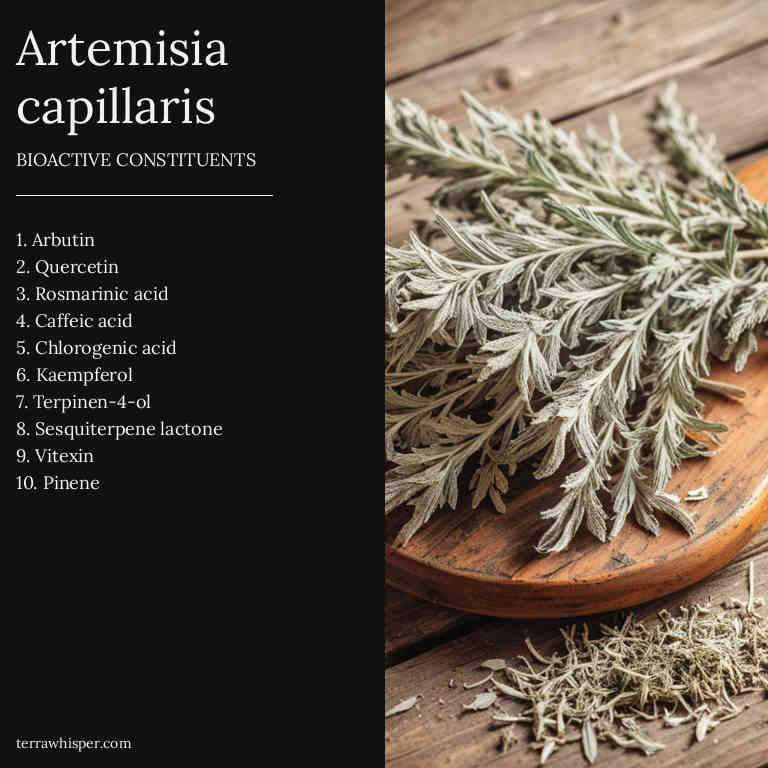 Artemisia
capillaris
BIOACTIVE CONSTITUENTS
1. Arbutin
2. Quercetin
3. Rosmarinic acid
4. Caffeic acid
5. Chlorogenic acid
6. Kaempferol
7. Terpinen-4-ol
8. Sesquiterpene lactone
9. Vitexin
10. Pinene
terrawhisper.com